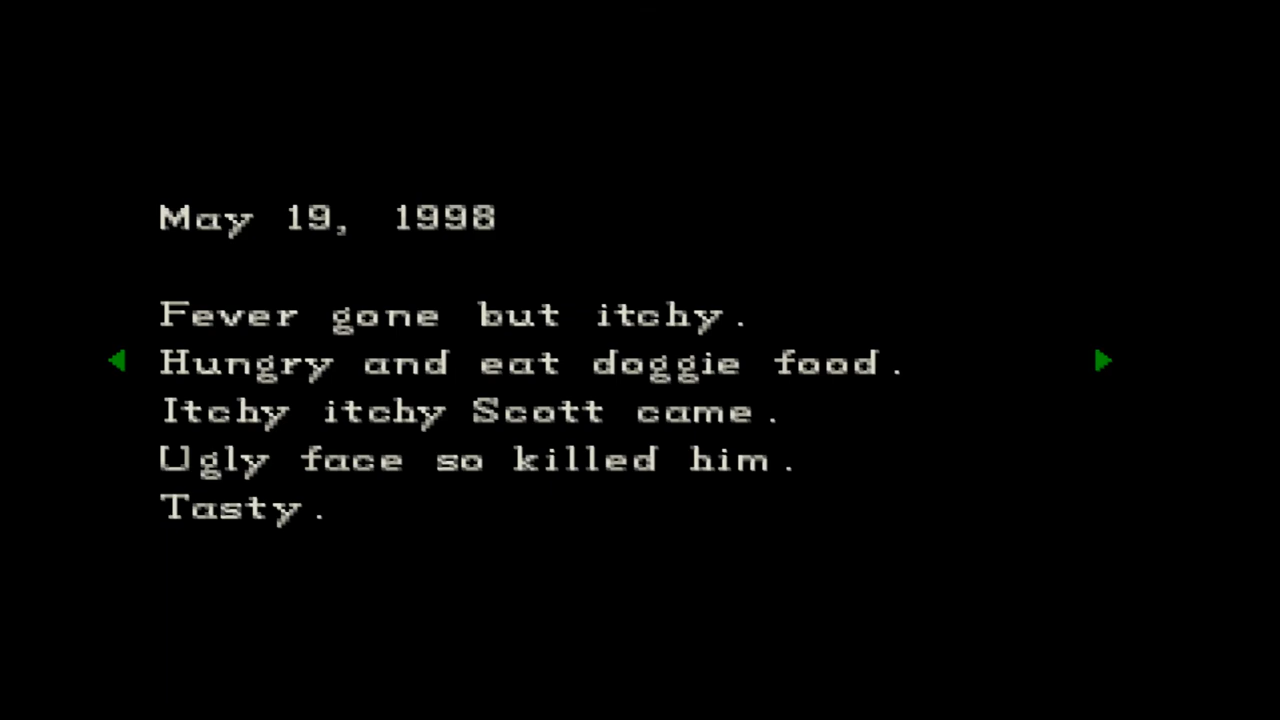 May 19, 1998
Fever gone but itchy.
Hungry and eat doggie food.
Itchy itchy Scott came.
Ugly face so killed him.
Tasty.